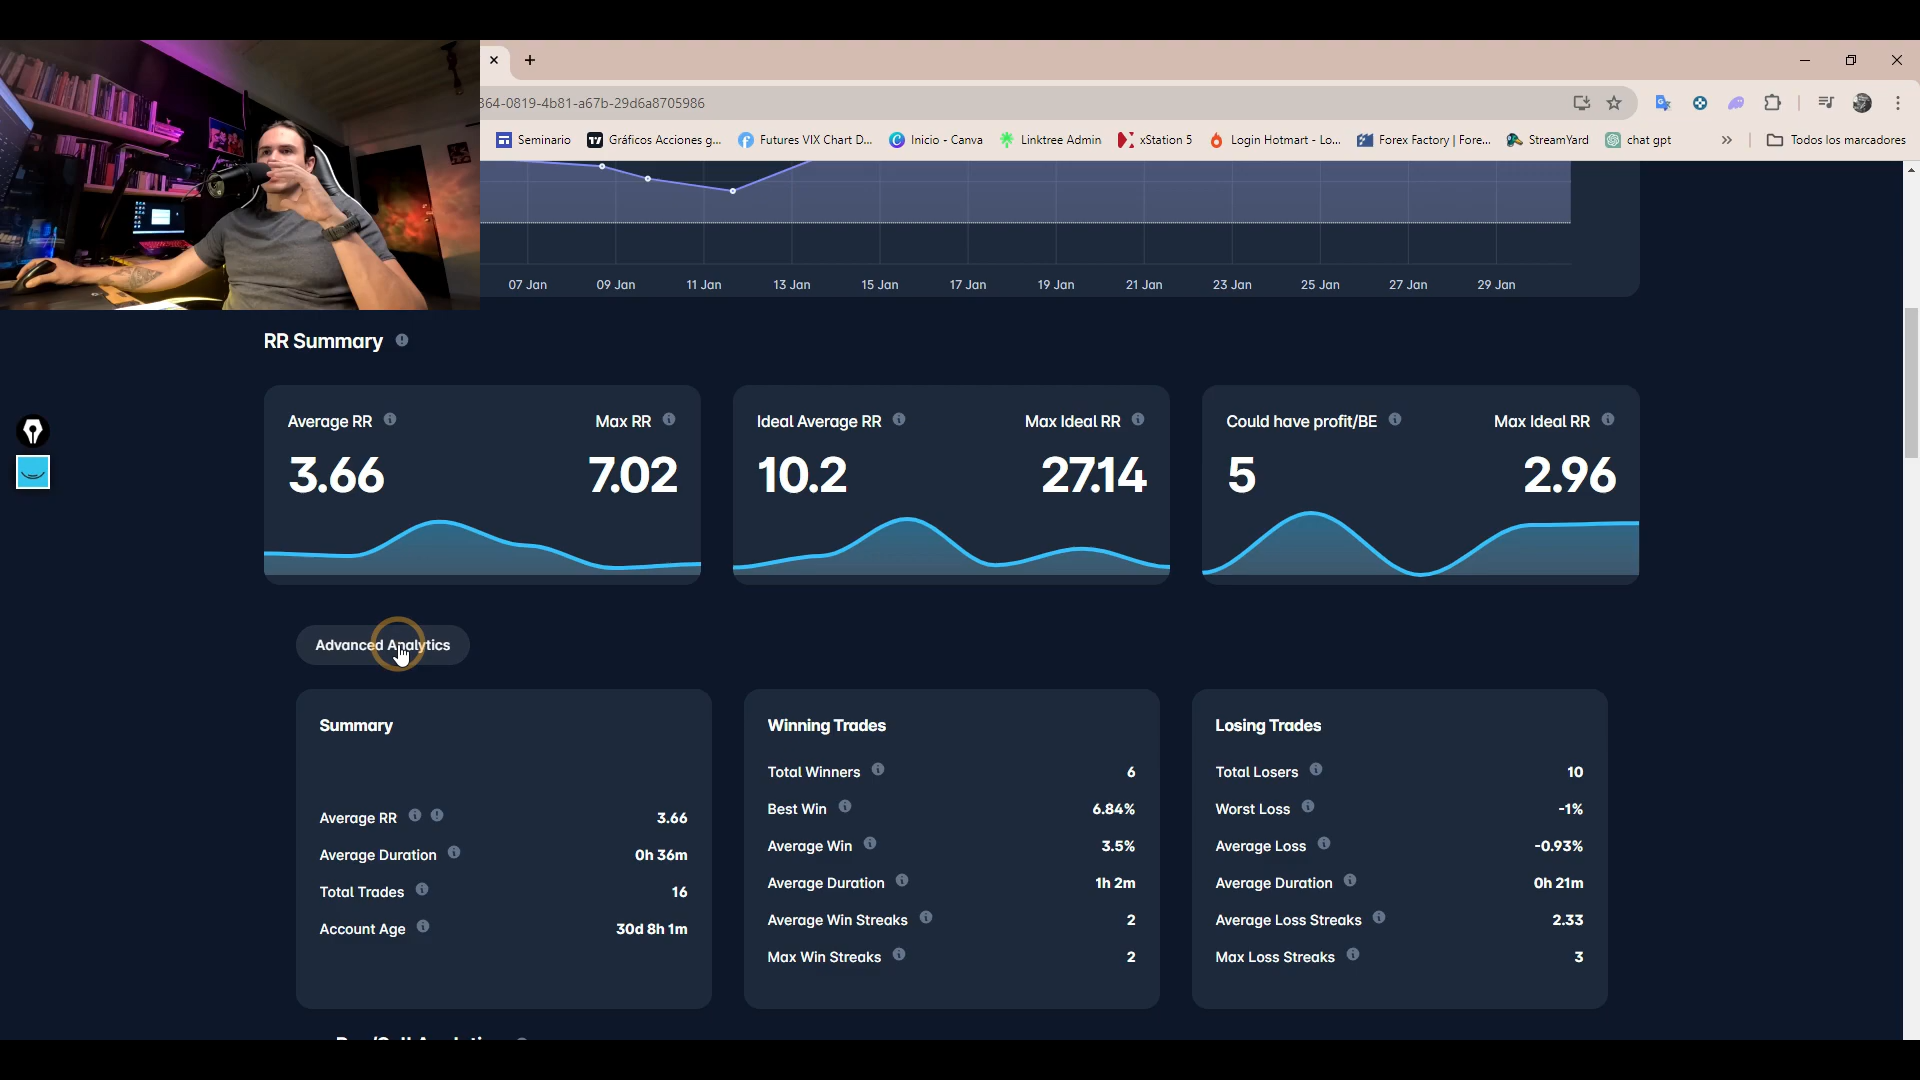 364-0819-4b81-a67b-29d6a8705986
Seminario Gráficos Acciones g... Futures VIX Chart D... Inicio - Canva Linktree Admin xStation 5 Login Hotmart - Lo... Forex Factory | Fore... StreamYard chat gpt » Todos los marcadores
07 Jan 09 Jan 11 Jan 13 Jan 15 Jan 17 Jan 19 Jan 21 Jan 23 Jan 25 Jan 27 Jan 29 Jan
RR Summary
Average RR Max RR
3.66 7.02
Ideal Average RR Max Ideal RR
10.2 27.14
Could have profit/BE Max Ideal RR
5 2.96
Advanced Analytics
Summary
Average RR 3.66
Average Duration 0h 36m
Total Trades 16
Account Age 30d 8h 1m
Winning Trades
Total Winners 6
Best Win 6.84%
Average Win 3.5%
Average Duration 1h 2m
Average Win Streaks 2
Max Win Streaks 2
Losing Trades
Total Losers 10
Worst Loss -1%
Average Loss -0.93%
Average Duration 0h 21m
Average Loss Streaks 2.33
Max Loss Streaks 3